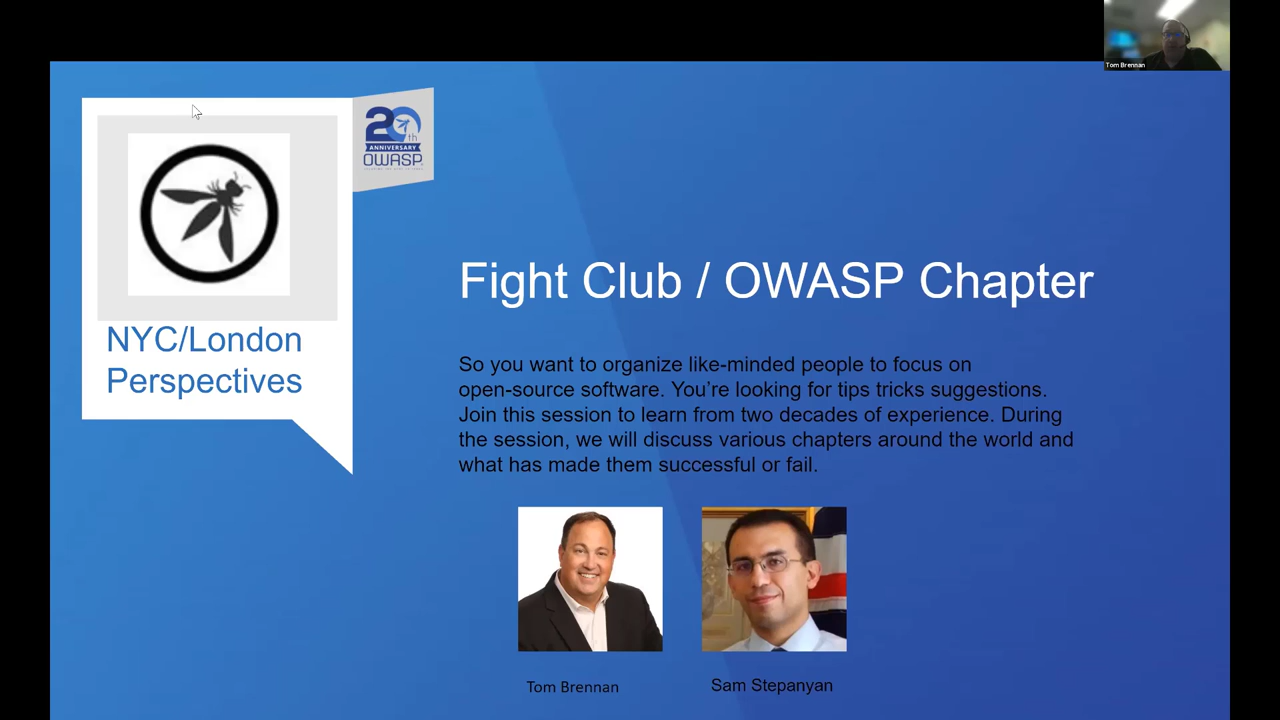 Tom Brennan
20th
ANNIVERSARY
OWASP
NYC/London
Perspectives
Fight Club / OWASP Chapter
So you want to organize like-minded people to focus on
open-source software. You’re looking for tips tricks suggestions.
Join this session to learn from two decades of experience. During
the session, we will discuss various chapters around the world and
what has made them successful or fail.
Tom Brennan
Sam Stepanyan